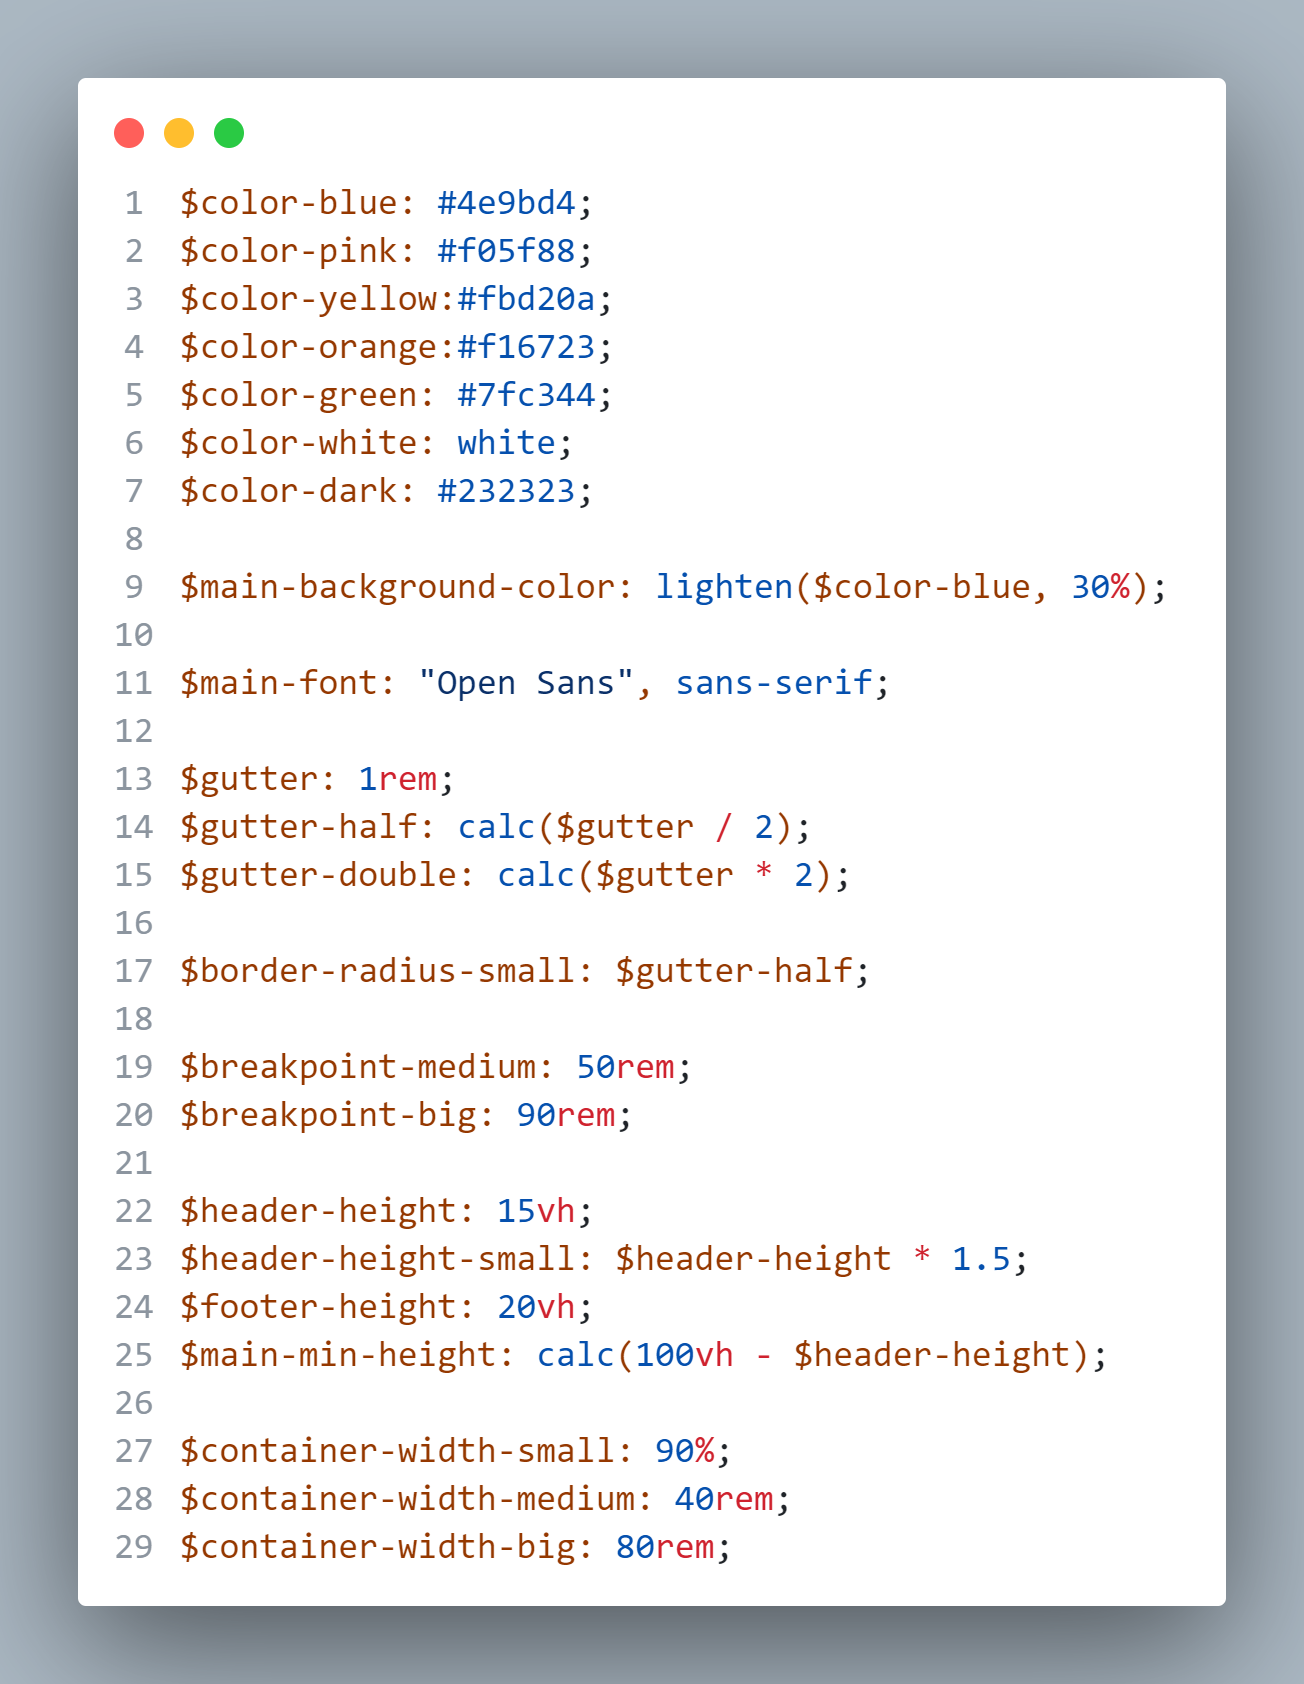 1 $color-blue: #4e9bd4;
2 $color-pink: #f05f88;
3 $color-yellow:#fbd20a;
4 $color-orange:#f16723;
5 $color-green: #7fc344;
6 $color-white: white;
7 $color-dark: #232323;
8
9 $main-background-color: lighten($color-blue, 30%);
10
11 $main-font: "Open Sans", sans-serif;
12
13 $gutter: 1rem;
14 $gutter-half: calc($gutter / 2);
15 $gutter-double: calc($gutter * 2);
16
17 $border-radius-small: $gutter-half;
18
19 $breakpoint-medium: 50rem;
20 $breakpoint-big: 90rem;
21
22 $header-height: 15vh;
23 $header-height-small: $header-height * 1.5;
24 $footer-height: 20vh;
25 $main-min-height: calc(100vh - $header-height);
26
27 $container-width-small: 90%;
28 $container-width-medium: 40rem;
29 $container-width-big: 80rem;